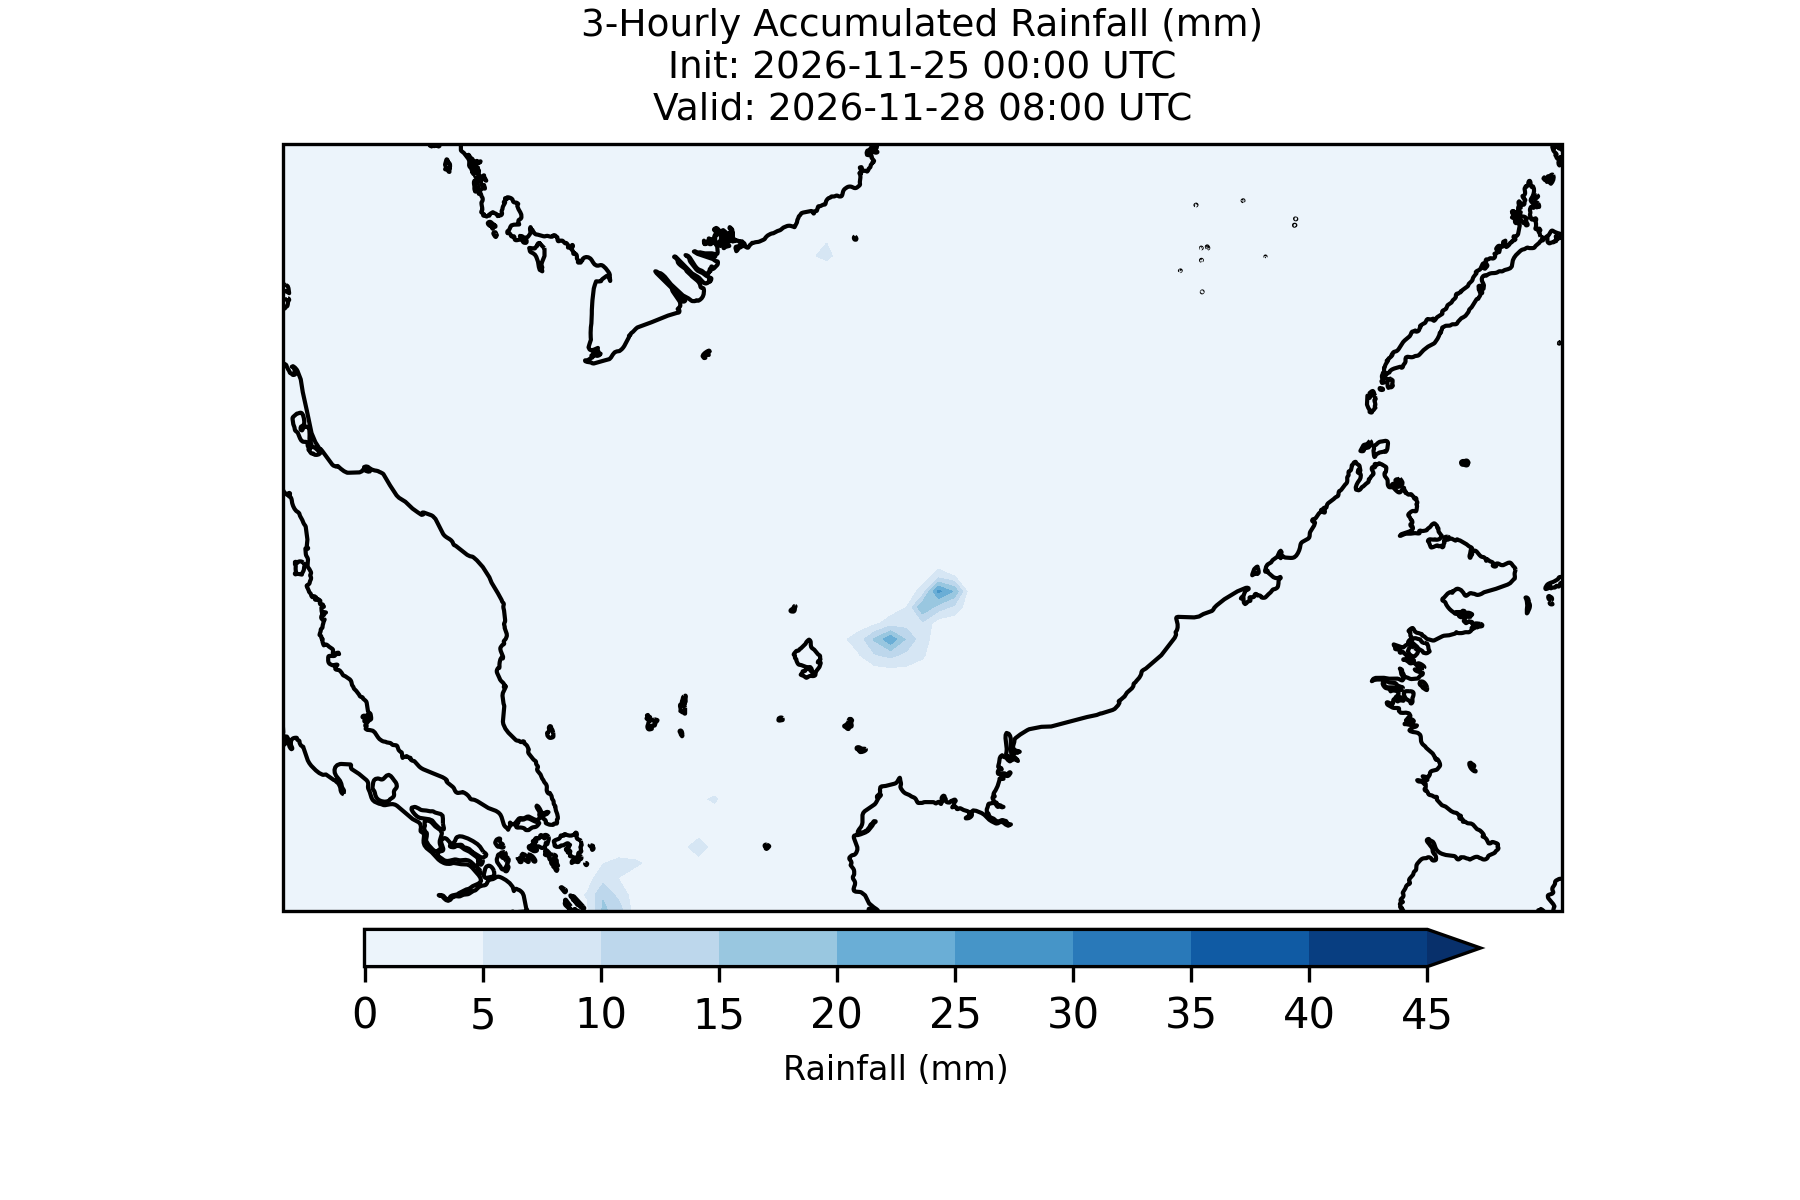 3-Hourly Accumulated Rainfall (mm)
Init: 2026-11-25 00:00 UTC
Valid: 2026-11-28 08:00 UTC
0 5 10 15 20 25 30 35 40 45
Rainfall (mm)